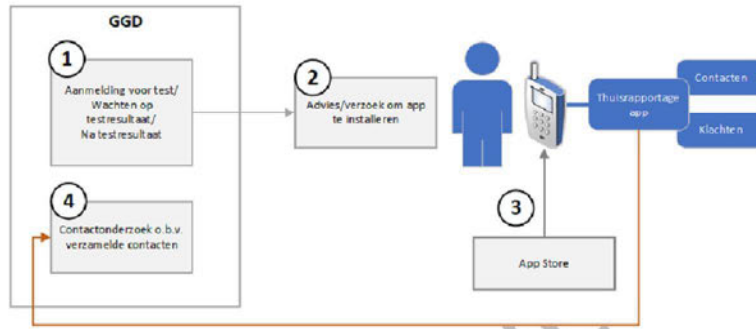 GGD
1
Aanmelding voor test/
Wachten op
testresultaat/
Na testresultaat
2
Advies/verzoek om app
te installeren
Thuisrapportage
app
Contacten
Klachten
4
Contactonderzoek o.b.v.
verzamelde contacten
3
App Store